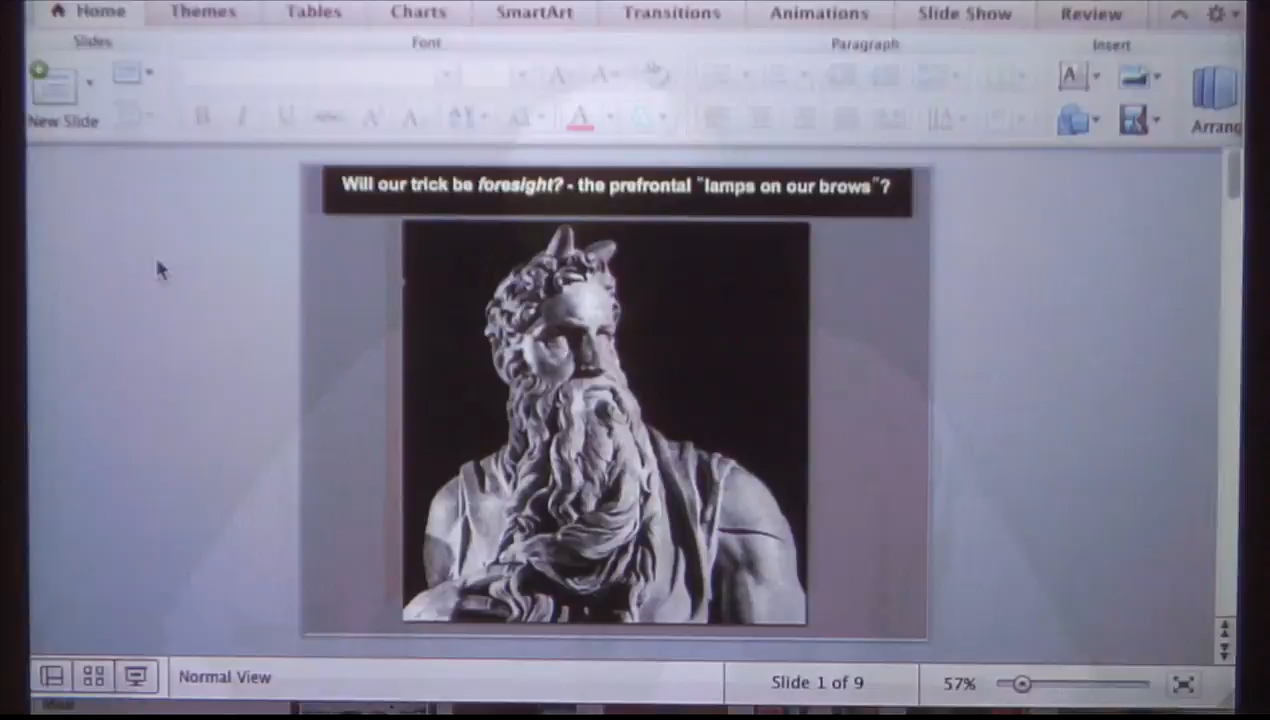 Home Themes Tables Charts SmartArt Transitions Animations Slide Show Review
Slides Font Paragraph Insert
New Slide
Arrang
Will our trick be foresight? - the prefrontal "lamps on our brows"?
Normal View Slide 1 of 9 57%